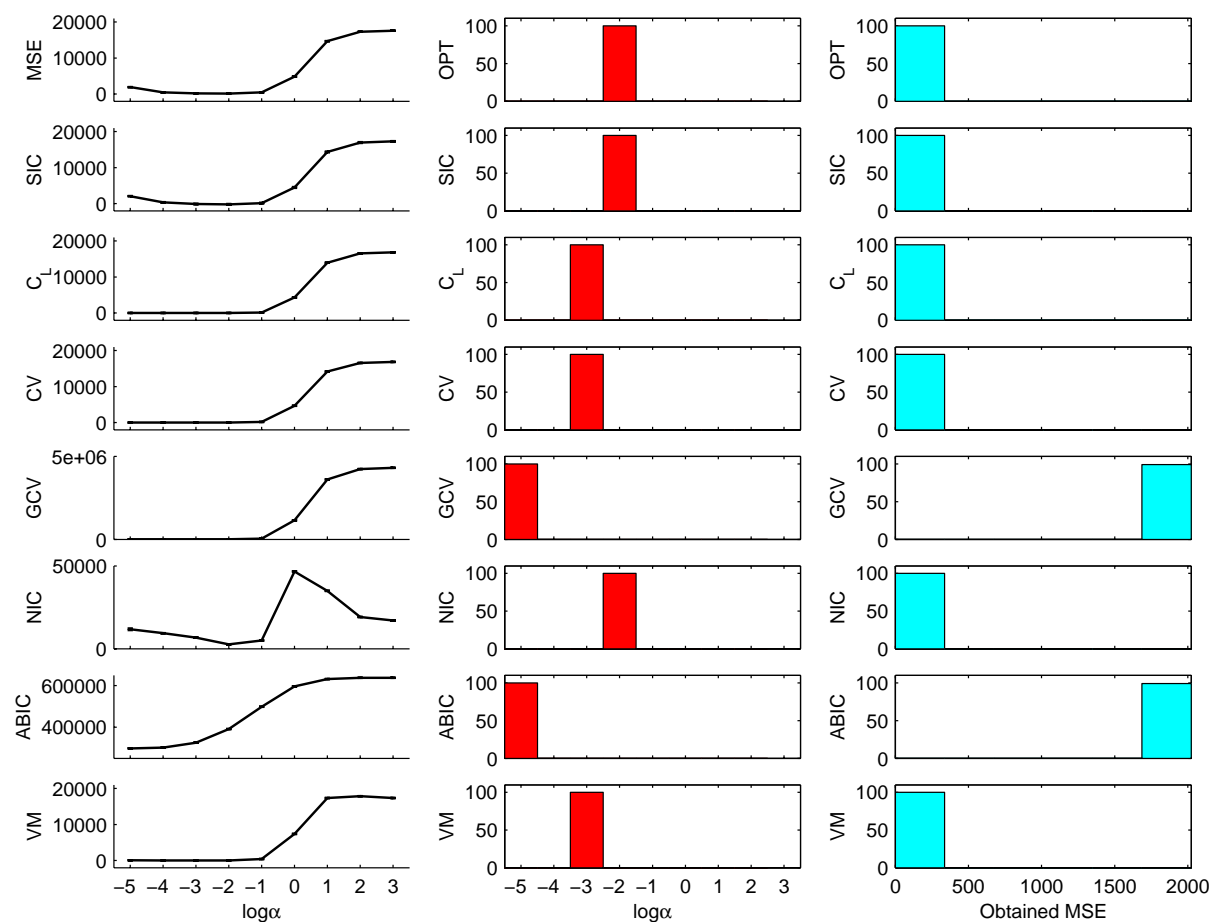 20000
10000
0
MSE
100
50
0
OPT
100
50
0
OPT
20000
10000
0
SIC
100
50
0
SIC
100
50
0
SIC
20000
10000
0
C_L
100
50
0
C_L
100
50
0
C_L
20000
10000
0
CV
100
50
0
CV
100
50
0
CV
5e+06
0
GCV
100
50
0
GCV
100
50
0
GCV
50000
0
NIC
100
50
0
NIC
100
50
0
NIC
600000
400000
ABIC
100
50
0
ABIC
100
50
0
ABIC
20000
10000
0
VM
100
50
0
VM
100
50
0
VM
−5 −4 −3 −2 −1 0 1 2 3
logα
−5 −4 −3 −2 −1 0 1 2 3
logα
0 500 1000 1500 2000
Obtained MSE